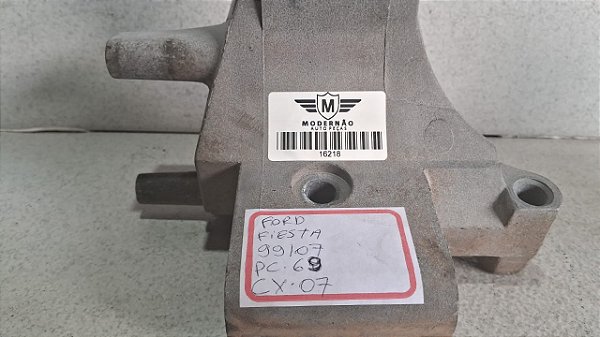 M
MODERNÃO
AUTO PEÇAS
16218
FORD
FIESTA
99/07
PC.69
CX.07